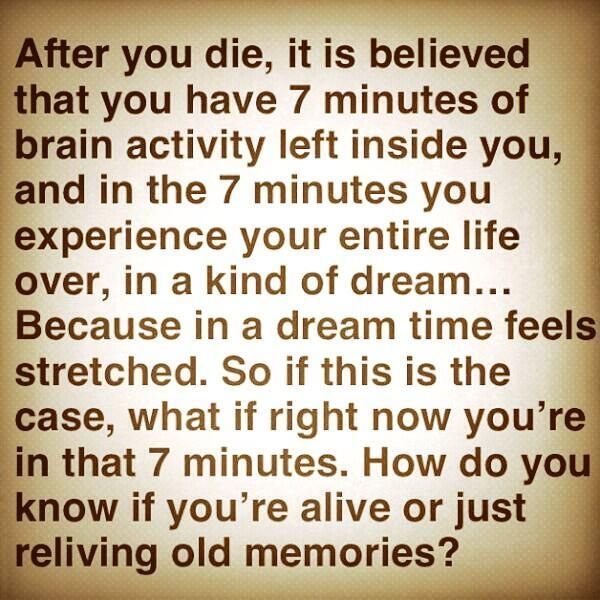 After you die, it is believed
that you have 7 minutes of
brain activity left inside you,
and in the 7 minutes you
experience your entire life
over, in a kind of dream...
Because in a dream time feels
stretched. So if this is the
case, what if right now you're
in that 7 minutes. How do you
know if you're alive or just
reliving old memories?